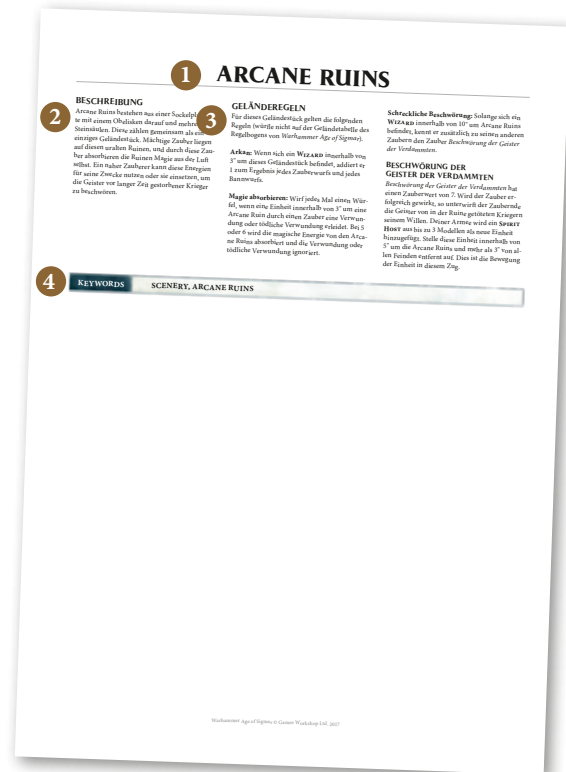 1
ARCANE RUINS
2
BESCHREIBUNG
Arcane Ruins bestehen aus einer Sockelpl
te mit einem Obelisken darauf und mehre
Steinsäulen. Diese zählen gemeinsam als ein
einziges Geländestück. Mächtige Zauber liegen
auf diesen uralten Ruinen, und durch diese Zau-
ber absorbieren die Ruinen Magie aus der Luft
selbst. Ein naher Zauberer kann diese Energien
für seine Zwecke nutzen oder sie einsetzen, um
die Geister vor langer Zeit gestorbener Krieger
zu beschwören.
3
GELÄNDEREGELN
Für dieses Geländestück gelten die folgenden
Regeln (würfle nicht auf der Geländetabelle des
Regelbogens von Warhammer Age of Sigmar).
Arkan: Wenn sich ein WIZARD innerhalb von
3" um dieses Geländestück befindet, addiert er
1 zum Ergebnis jedes Zauberwurfs und jedes
Bannwurfs.
Magie absorbieren: Wirf jedes Mal einen Wür-
fel, wenn eine Einheit innerhalb von 3" um eine
Arcane Ruin durch einen Zauber eine Verwun-
dung oder tödliche Verwundung erleidet. Bei 5
oder 6 wird die magische Energie von den Arca-
ne Ruins absorbiert und die Verwundung oder
tödliche Verwundung ignoriert.
Schreckliche Beschwörung: Solange sich ein
WIZARD innerhalb von 10" um Arcane Ruins
befindet, kennt er zusätzlich zu seinen anderen
Zaubern den Zauber Beschwörung der Geister
der Verdammten.
BESCHWÖRUNG DER
GEISTER DER VERDAMMTEN
Beschwörung der Geister der Verdammten hat
einen Zauberwert von 7. Wird der Zauber er-
folgreich gewirkt, so unterwirft der Zaubernde
die Geister von in der Ruine getöteten Kriegern
seinem Willen. Deiner Armee wird ein SPIRIT
HOST aus bis zu 3 Modellen als neue Einheit
hinzugefügt. Stelle diese Einheit innerhalb von
5" um die Arcane Ruins und mehr als 3" von al-
len Feinden entfernt auf. Dies ist die Bewegung
der Einheit in diesem Zug.
4
KEYWORDS SCENERY, ARCANE RUINS
Warhammer Age of Sigmar © Games Workshop Ltd. 2017